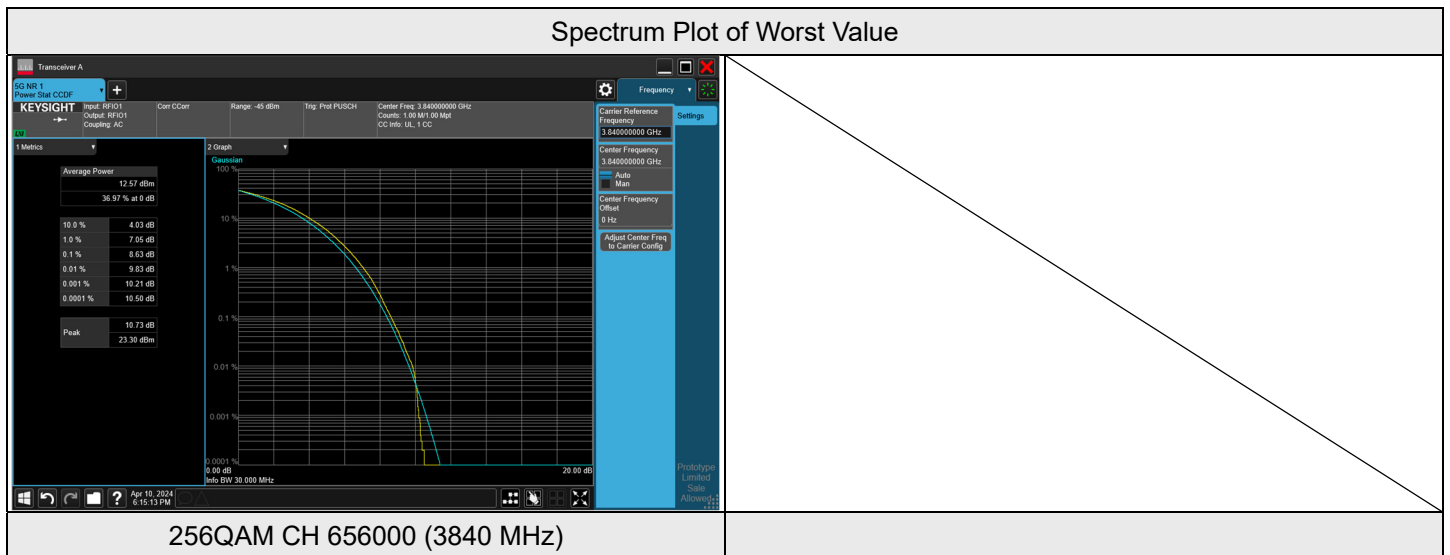 Spectrum Plot of Worst Value
Transceiver A
5G NR 1
Power Stat CCDF
+
Frequency
KEYSIGHT
Input: RFIO1
Output: RFIO1
Coupling: AC
Corr CCorr
Range: -45 dBm
Trig: Prot PUSCH
Center Freq: 3.840000000 GHz
Counts: 1.00 M/1.00 Mpt
CC Info: UL, 1 CC
Carrier Reference
Frequency
3.840000000 GHz
Settings
Center Frequency
3.840000000 GHz
Auto
Man
Center Frequency
Offset
0 Hz
Adjust Center Freq
to Carrier Config
1 Metrics
Average Power
12.57 dBm
36.97 % at 0 dB
10.0 % 4.03 dB
1.0 % 7.05 dB
0.1 % 8.63 dB
0.01 % 9.83 dB
0.001 % 10.21 dB
0.0001 % 10.50 dB
Peak
10.73 dB
23.30 dBm
2 Graph
Gaussian
100 %
10 %
1 %
0.1 %
0.01 %
0.001 %
0.0001 %
0.00 dB
20.00 dB
Info BW 30.000 MHz
Prototype
Limited
Sale
Allowed
?
Apr 10, 2024
6:15:13 PM
256QAM CH 656000 (3840 MHz)